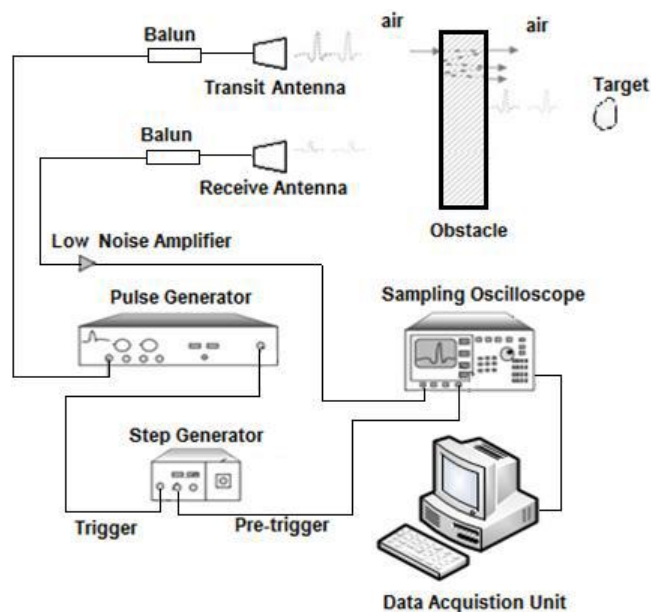 Balun
air
air
Transit Antenna
Target
Balun
Receive Antenna
Obstacle
Low Noise Amplifier
Pulse Generator
Sampling Oscilloscope
Step Generator
Trigger
Pre-trigger
Data Acquistion Unit